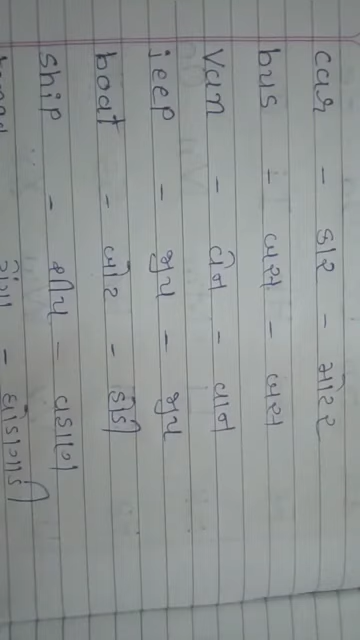 car - કાર - મોટર
bus - બસ - બસ
van - વેન - વાન
jeep - જીપ - જીપ
boat - બોટ - હોડી
ship - શીપ - વહાણ
ટાંગા - ઘોડાગાડી